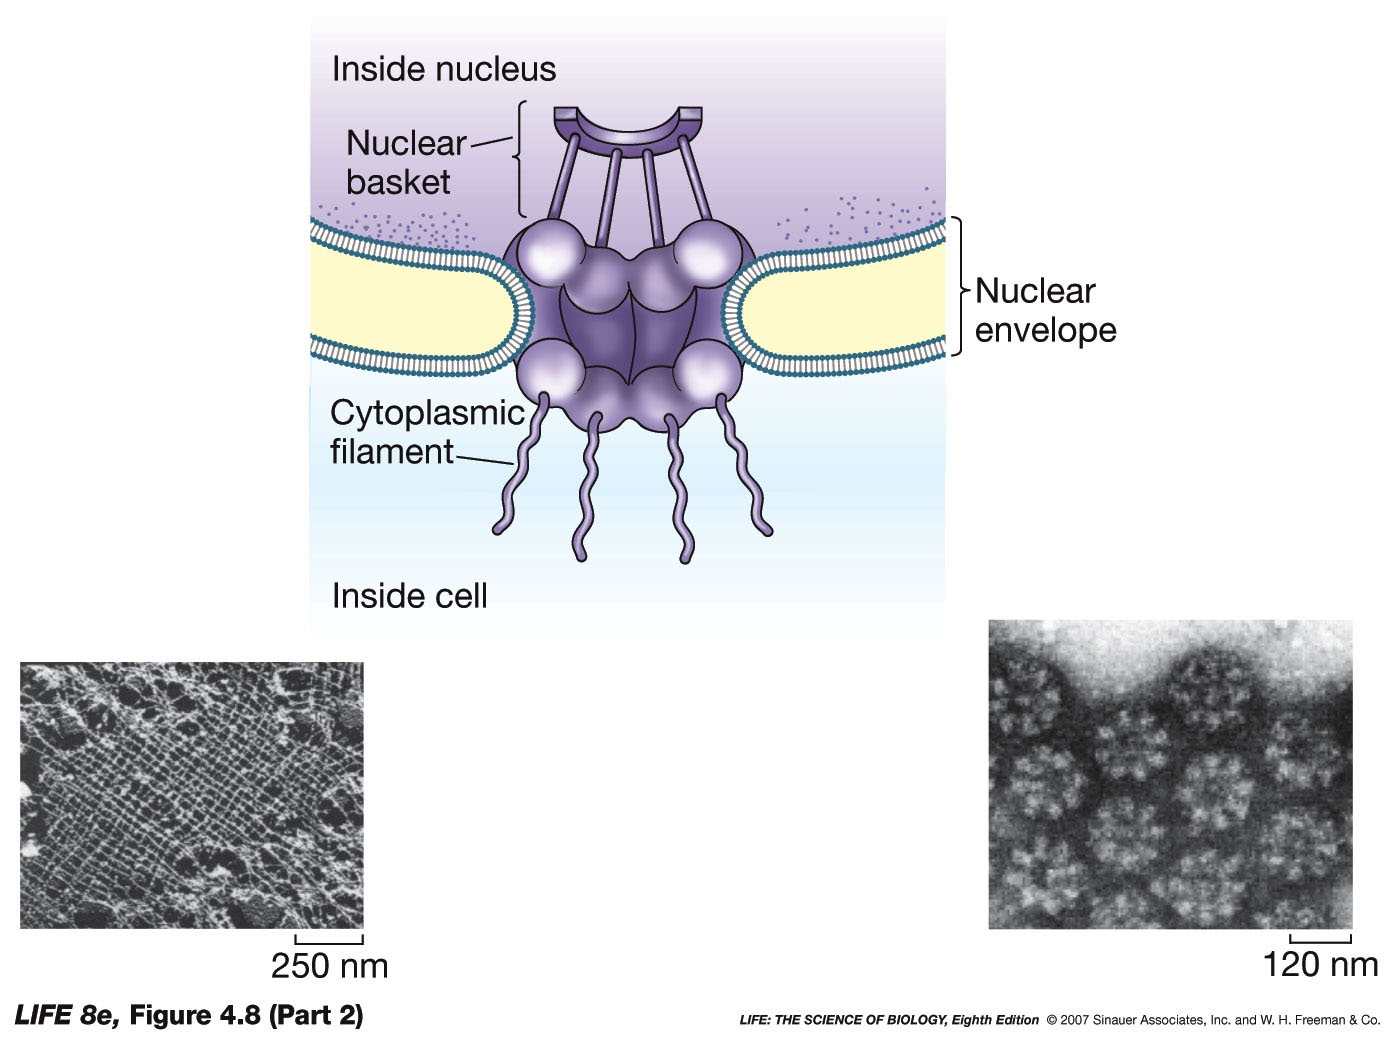 Inside nucleus
Nuclear
basket
Nuclear
envelope
Cytoplasmic
filament
Inside cell
250 nm
120 nm
LIFE 8e, Figure 4.8 (Part 2)
LIFE: THE SCIENCE OF BIOLOGY, Eighth Edition © 2007 Sinauer Associates, Inc. and W. H. Freeman & Co.